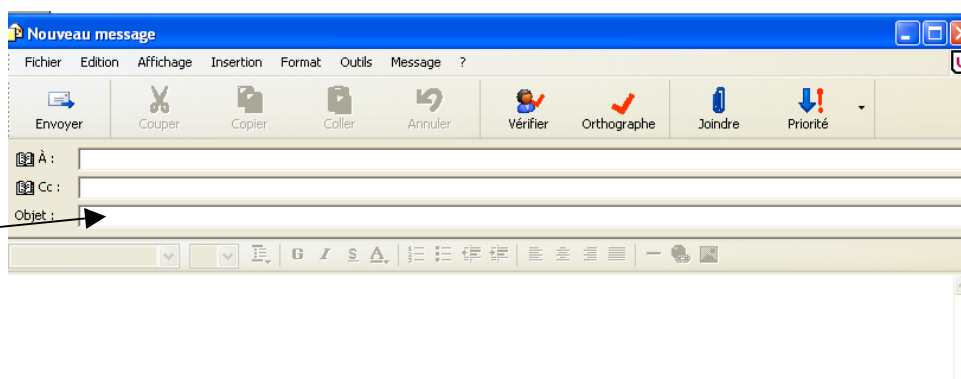 Nouveau message
Fichier Edition Affichage Insertion Format Outils Message ?
Envoyer Couper Copier Coller Annuler Vérifier Orthographe Joindre Priorité
À :
Cc :
Objet :
G I S A